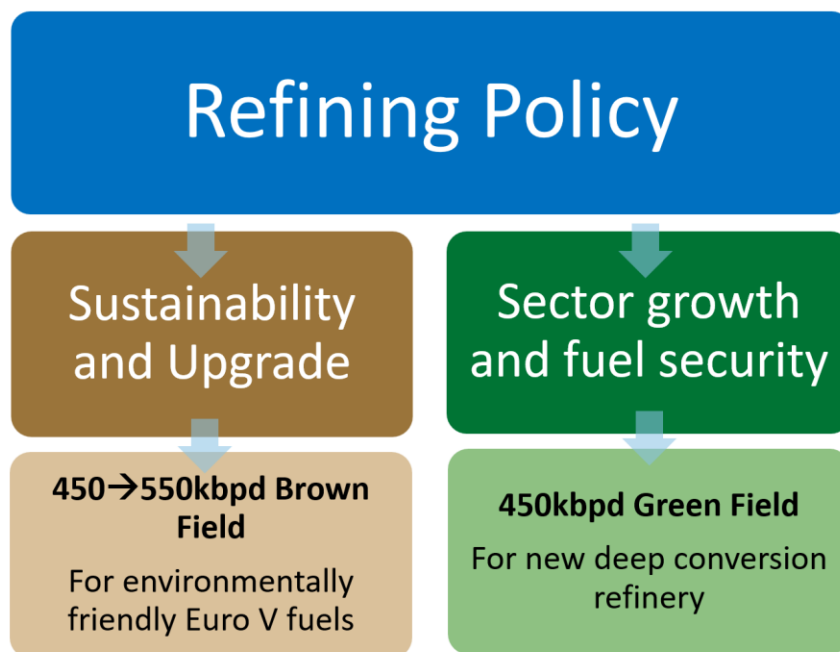 Refining Policy
Sustainability
and Upgrade
450→550kbpd Brown
Field
For environmentally
friendly Euro V fuels
Sector growth
and fuel security
450kbpd Green Field
For new deep conversion
refinery